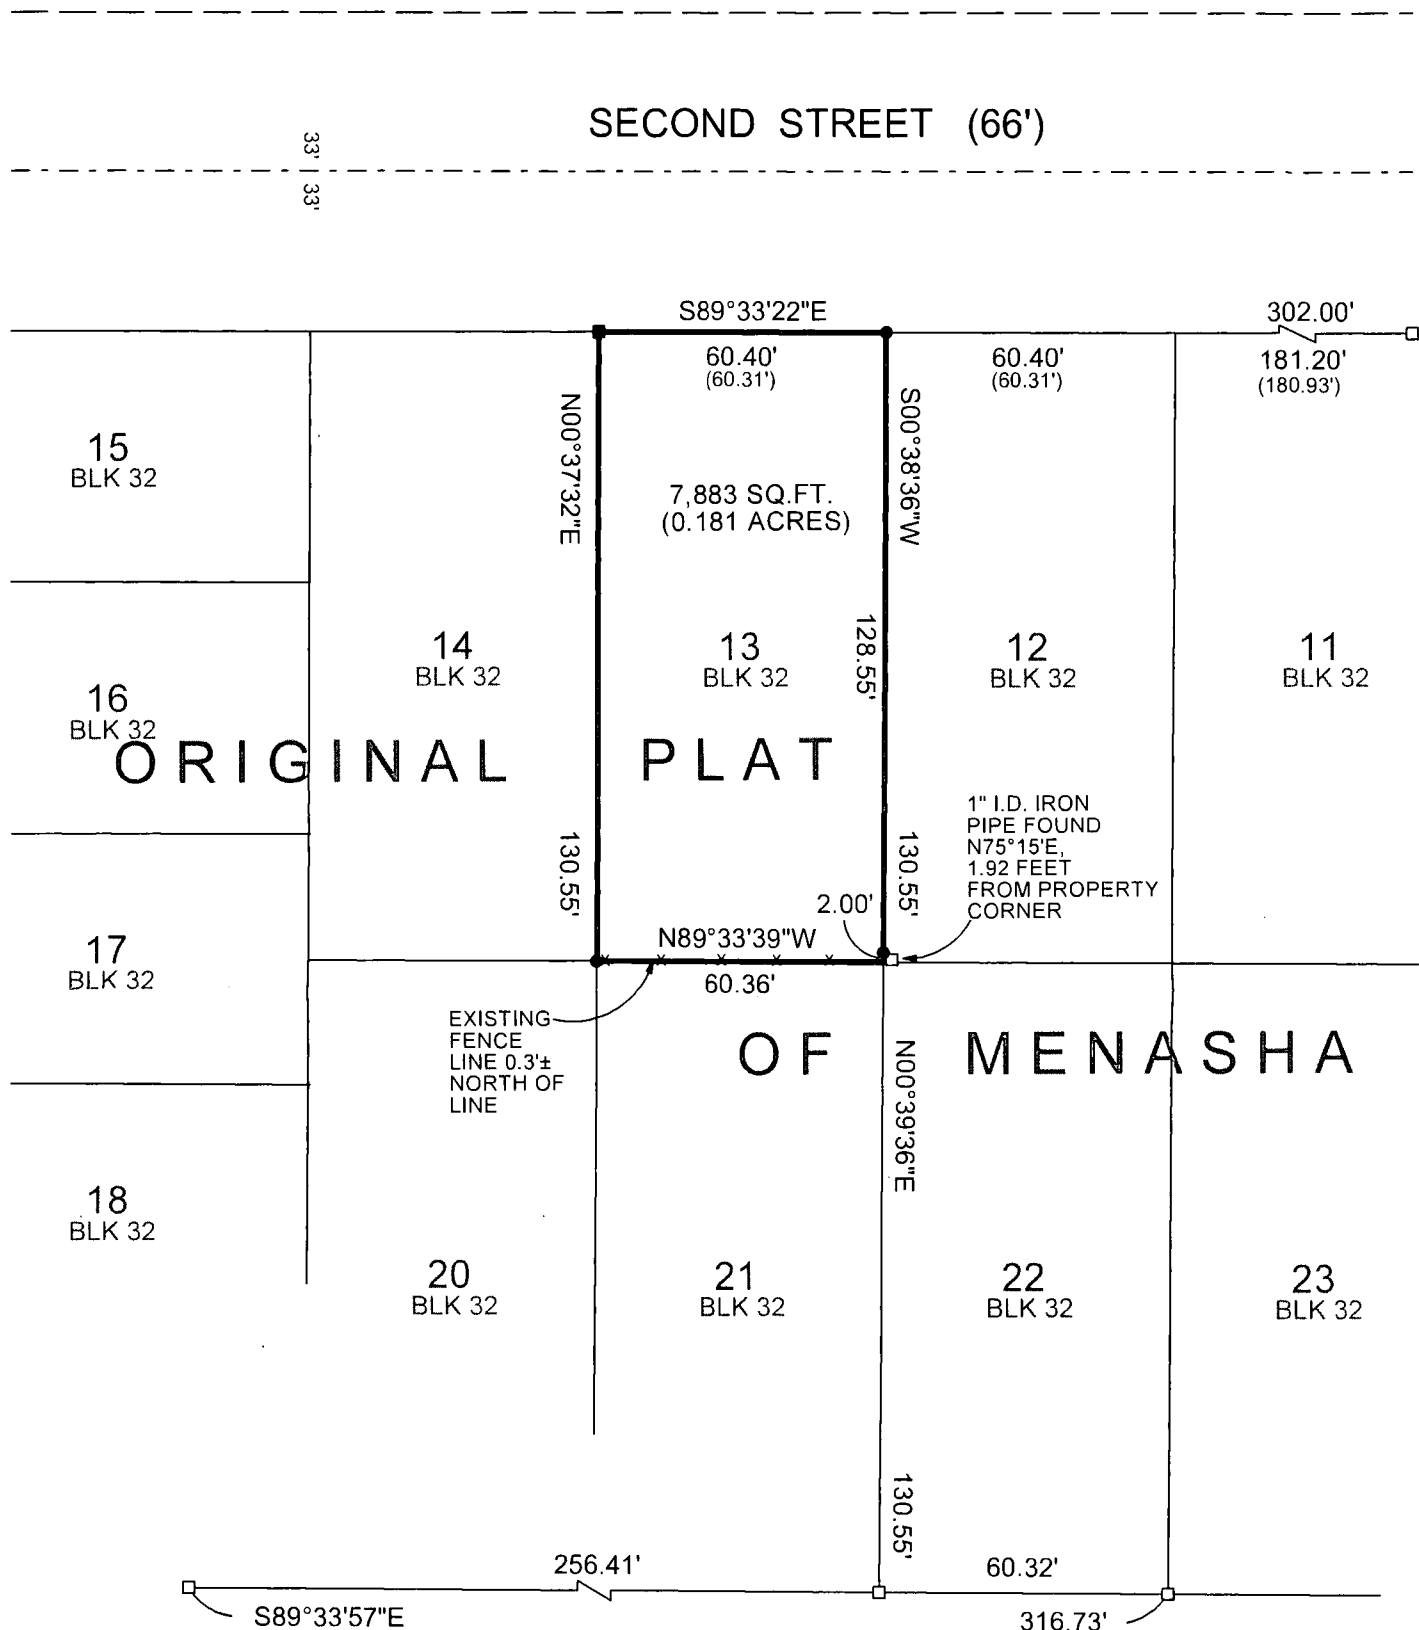 SECOND STREET (66')
33'
33'
S89°33'22"E
302.00'
60.40'
(60.31')
60.40'
(60.31')
181.20'
(180.93')
N00°37'32"E
S00°38'36"W
15
BLK 32
7,883 SQ.FT.
(0.181 ACRES)
14
BLK 32
13
BLK 32
128.55'
12
BLK 32
11
BLK 32
16
BLK 32
ORIGINAL PLAT
130.55'
130.55'
1" I.D. IRON
PIPE FOUND
N75°15'E,
1.92 FEET
FROM PROPERTY
CORNER
2.00'
17
BLK 32
N89°33'39"W
60.36'
EXISTING
FENCE
LINE 0.3'±
NORTH OF
LINE
OF MENASHA
N00°39'36"E
18
BLK 32
20
BLK 32
21
BLK 32
22
BLK 32
23
BLK 32
130.55'
256.41'
60.32'
S89°33'57"E
316.73'